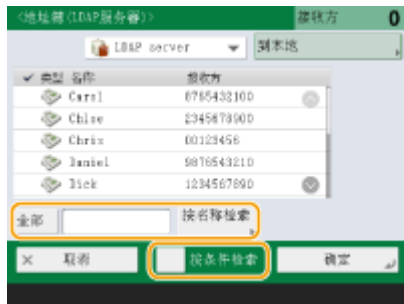 <地址簿(LDAP服务器)> 接收方 0
LDAP server 到本地
✓ 类型 名称 接收方
Carol 8765432100
Chloe 2345678900
Chris 00123456
Daniel 9876543210
Dick 1234567890
全部 按名称检索
× 取消 按条件检索 确定